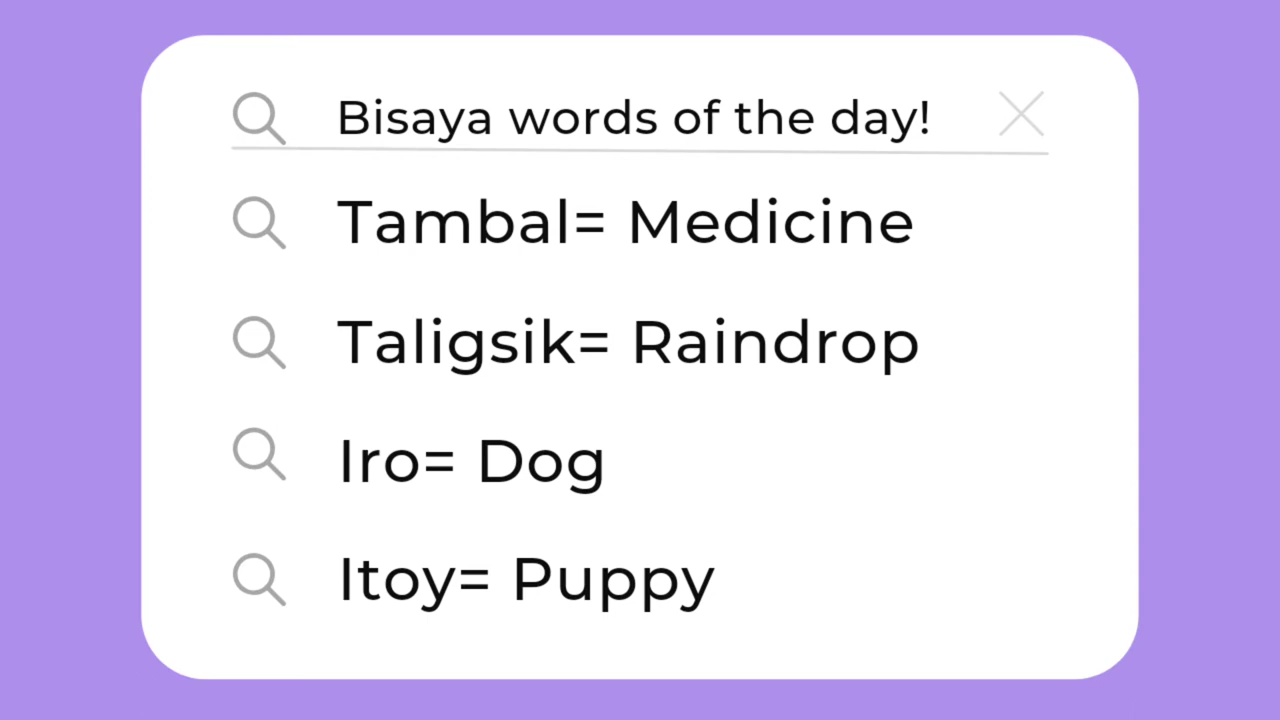 Bisaya words of the day!
Tambal= Medicine
Taligsik= Raindrop
Iro= Dog
Itoy= Puppy